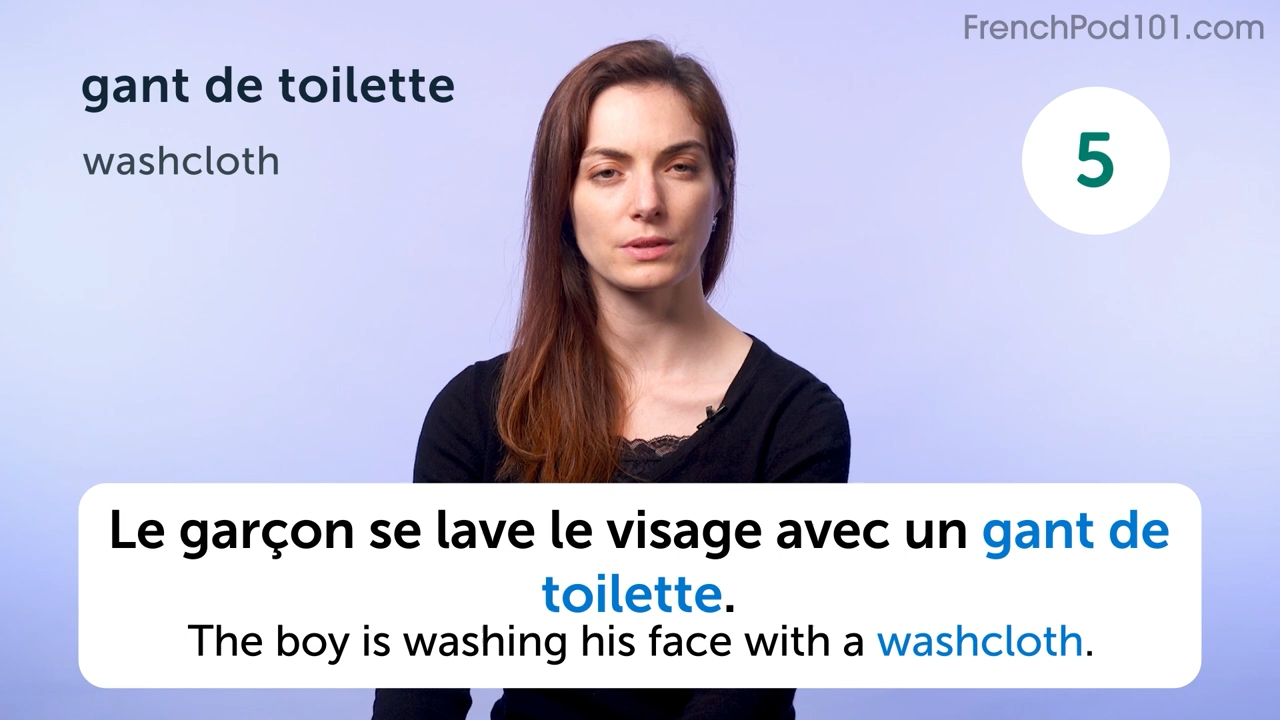 FrenchPod101.com
gant de toilette
washcloth
5
Le garçon se lave le visage avec un gant de
toilette.
The boy is washing his face with a washcloth.